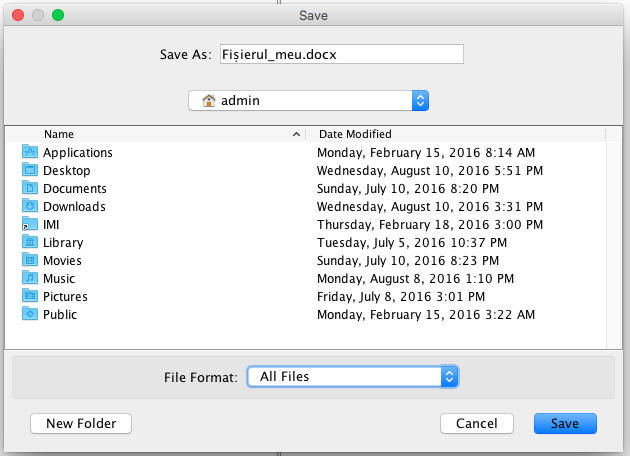 Save
Save As: Fișierul_meu.docx
admin
Name Date Modified
Applications Monday, February 15, 2016 8:14 AM
Desktop Wednesday, August 10, 2016 5:51 PM
Documents Sunday, July 10, 2016 8:20 PM
Downloads Wednesday, August 10, 2016 3:31 PM
IMI Thursday, February 18, 2016 3:00 PM
Library Tuesday, July 5, 2016 10:37 PM
Movies Sunday, July 10, 2016 8:23 PM
Music Monday, August 8, 2016 1:10 PM
Pictures Friday, July 8, 2016 3:01 PM
Public Monday, February 15, 2016 3:22 AM
File Format: All Files
New Folder Cancel Save